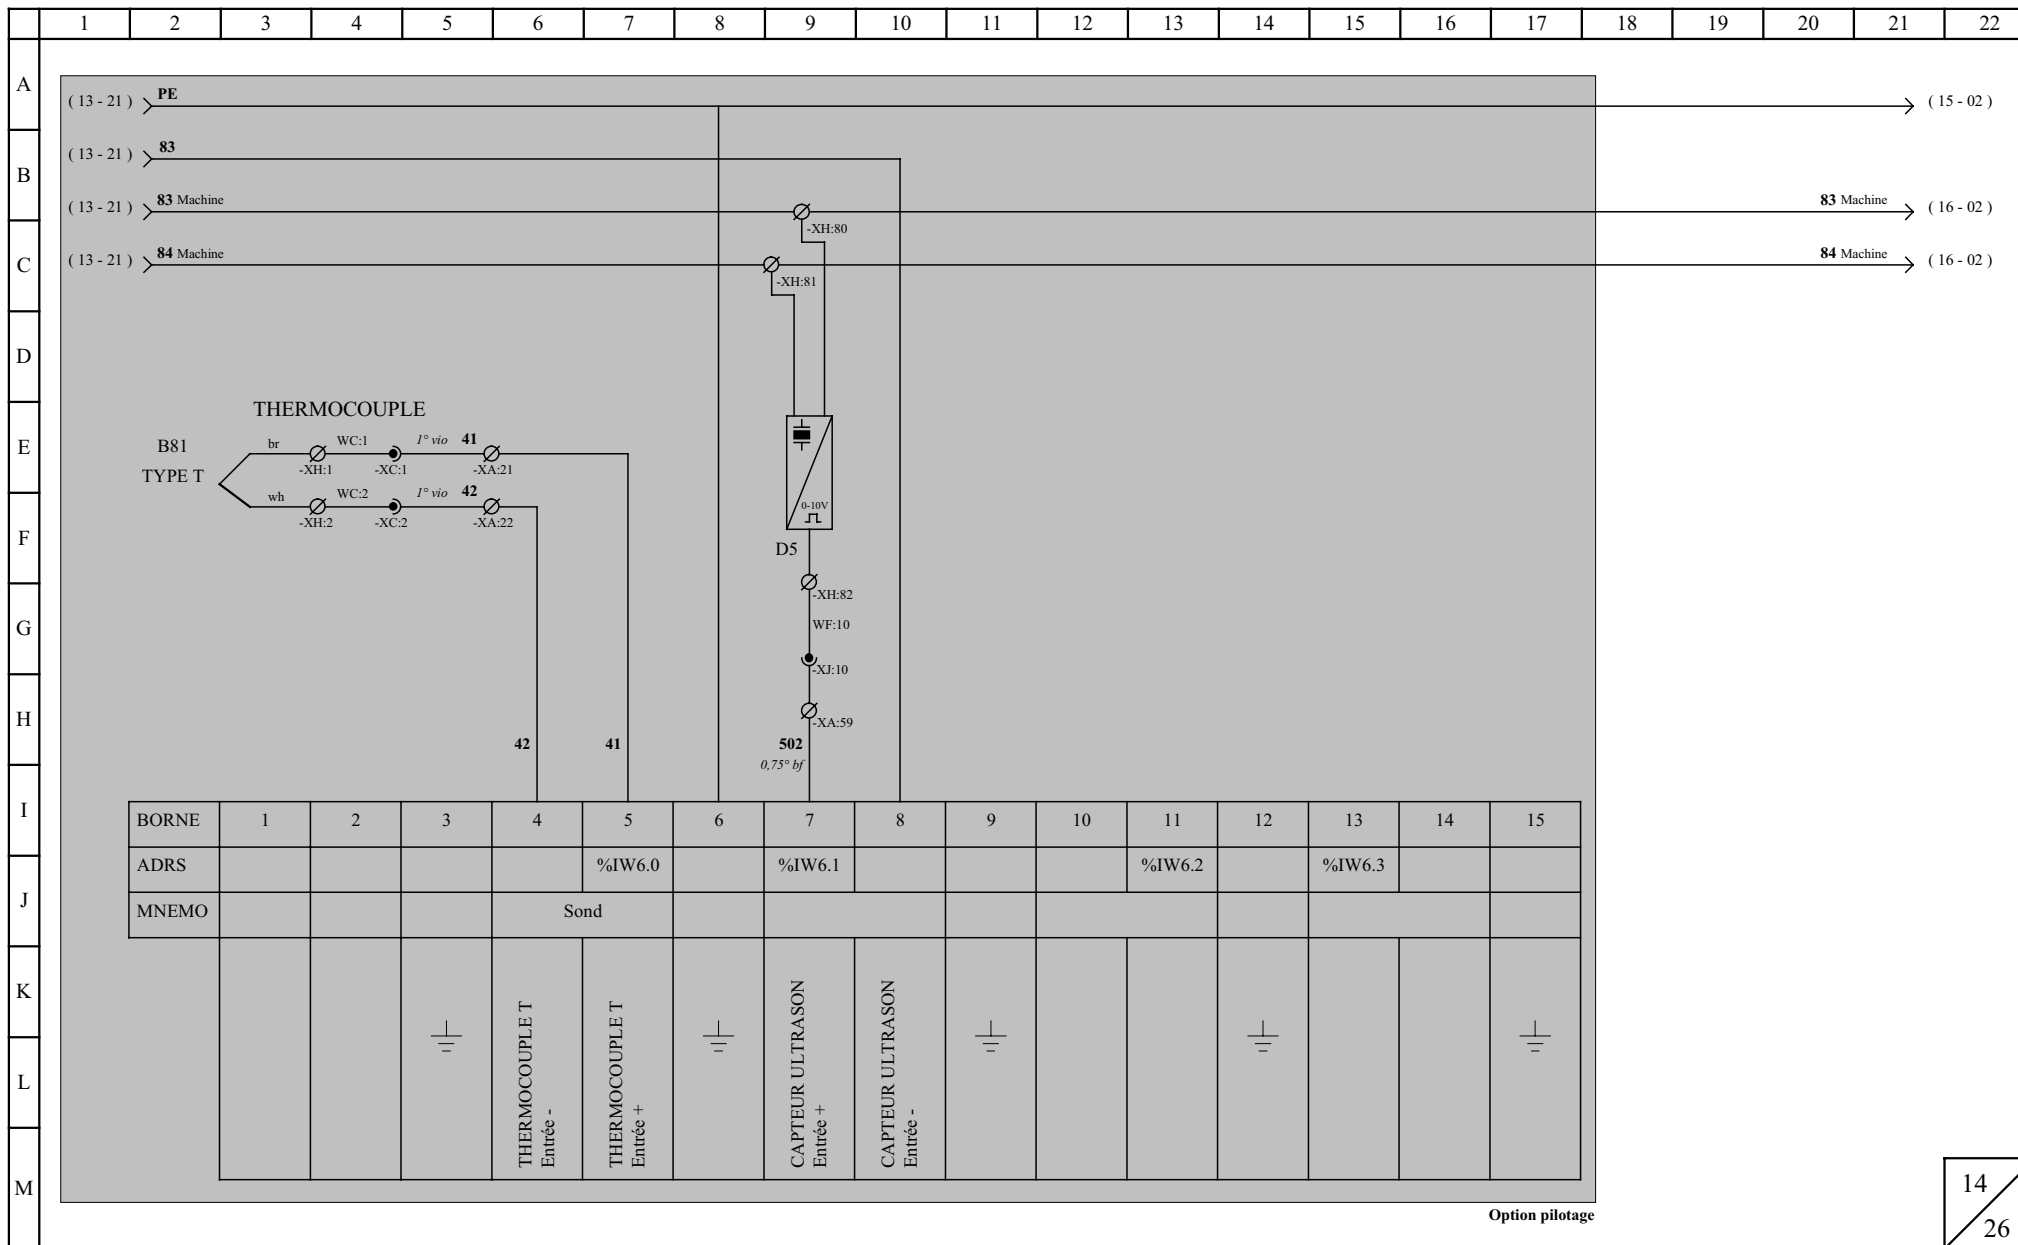 1 2 3 4 5 6 7 8 9 10 11 12 13 14 15 16 17 18 19 20 21 22
A
( 13 - 21 ) PE ( 15 - 02 )
( 13 - 21 ) 83
B
( 13 - 21 ) 83 Machine 83 Machine ( 16 - 02 )
-XH:80
C
( 13 - 21 ) 84 Machine 84 Machine ( 16 - 02 )
-XH:81
D
THERMOCOUPLE
E
B81
TYPE T
br WC:1 1° vio 41
-XH:1 -XC:1 -XA:21
wh WC:2 1° vio 42
-XH:2 -XC:2 -XA:22
0-10V
F
D5
-XH:82
G
WF:10
-XJ:10
H
-XA:59
42 41 502
0,75° bf
I
BORNE 1 2 3 4 5 6 7 8 9 10 11 12 13 14 15
ADRS %IW6.0 %IW6.1 %IW6.2 %IW6.3
J
MNEMO Sond
K
THERMOCOUPLE T
Entrée -
THERMOCOUPLE T
Entrée +
CAPTEUR ULTRASON
Entrée +
CAPTEUR ULTRASON
Entrée -
L
M
Option pilotage
14
26